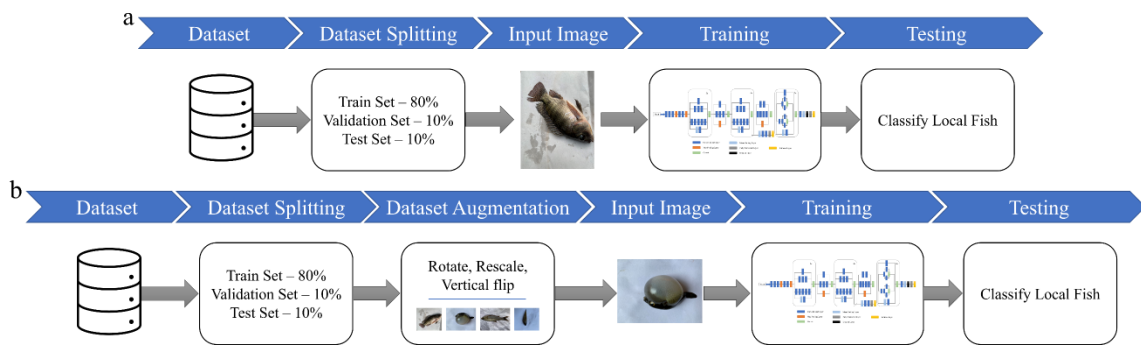 a
Dataset
Dataset Splitting
Input Image
Training
Testing
Train Set – 80%
Validation Set – 10%
Test Set – 10%
Classify Local Fish
b
Dataset
Dataset Splitting
Dataset Augmentation
Input Image
Training
Testing
Train Set – 80%
Validation Set – 10%
Test Set – 10%
Rotate, Rescale,
Vertical flip
Classify Local Fish